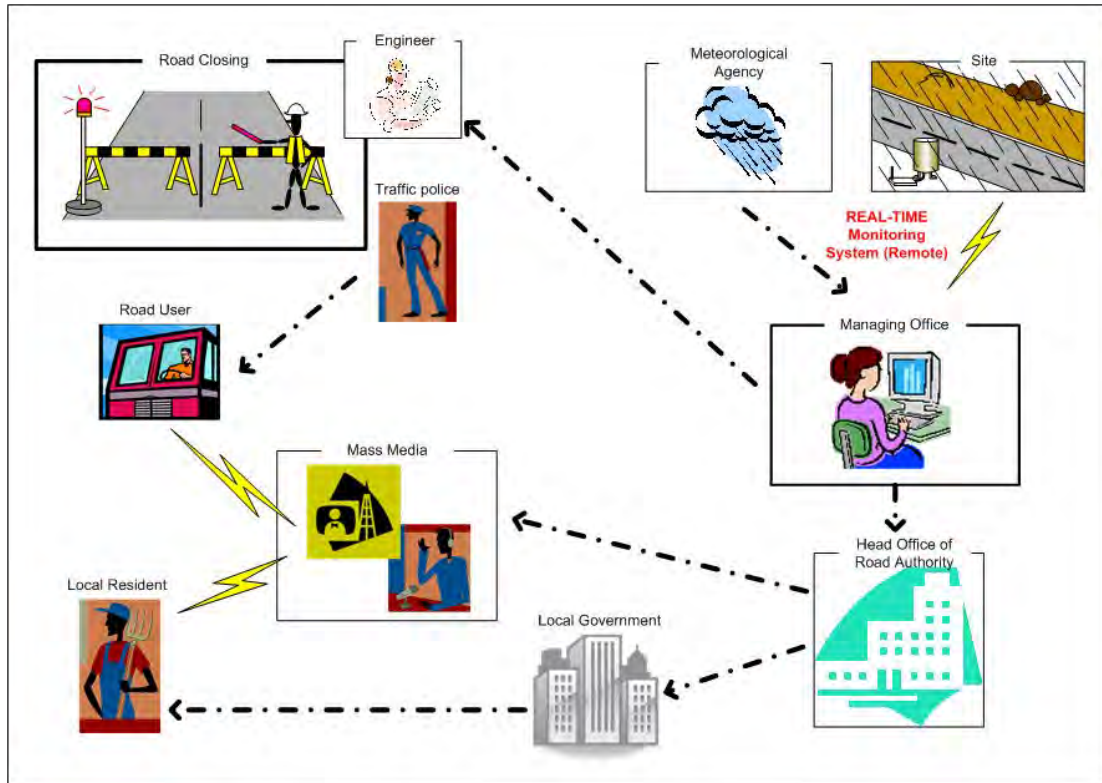 Engineer
Road Closing
Meteorological
Agency
Site
Traffic police
REAL-TIME
Monitoring
System (Remote)
Road User
Managing Office
Mass Media
Head Office of
Road Authority
Local Resident
Local Government